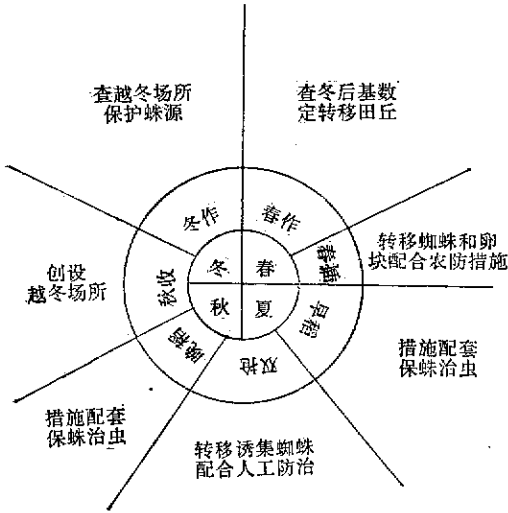 查越冬场所
保护蛛源
查冬后基数
定转移田丘
冬作
春作
转移蜘蛛和卵
块配合农防措施
春插
冬
春
创设
越冬场所
秋收
秋
夏
早稻
措施配套
保蛛治虫
晚稻
双抢
措施配套
保蛛治虫
转移诱集蜘蛛
配合人工防治